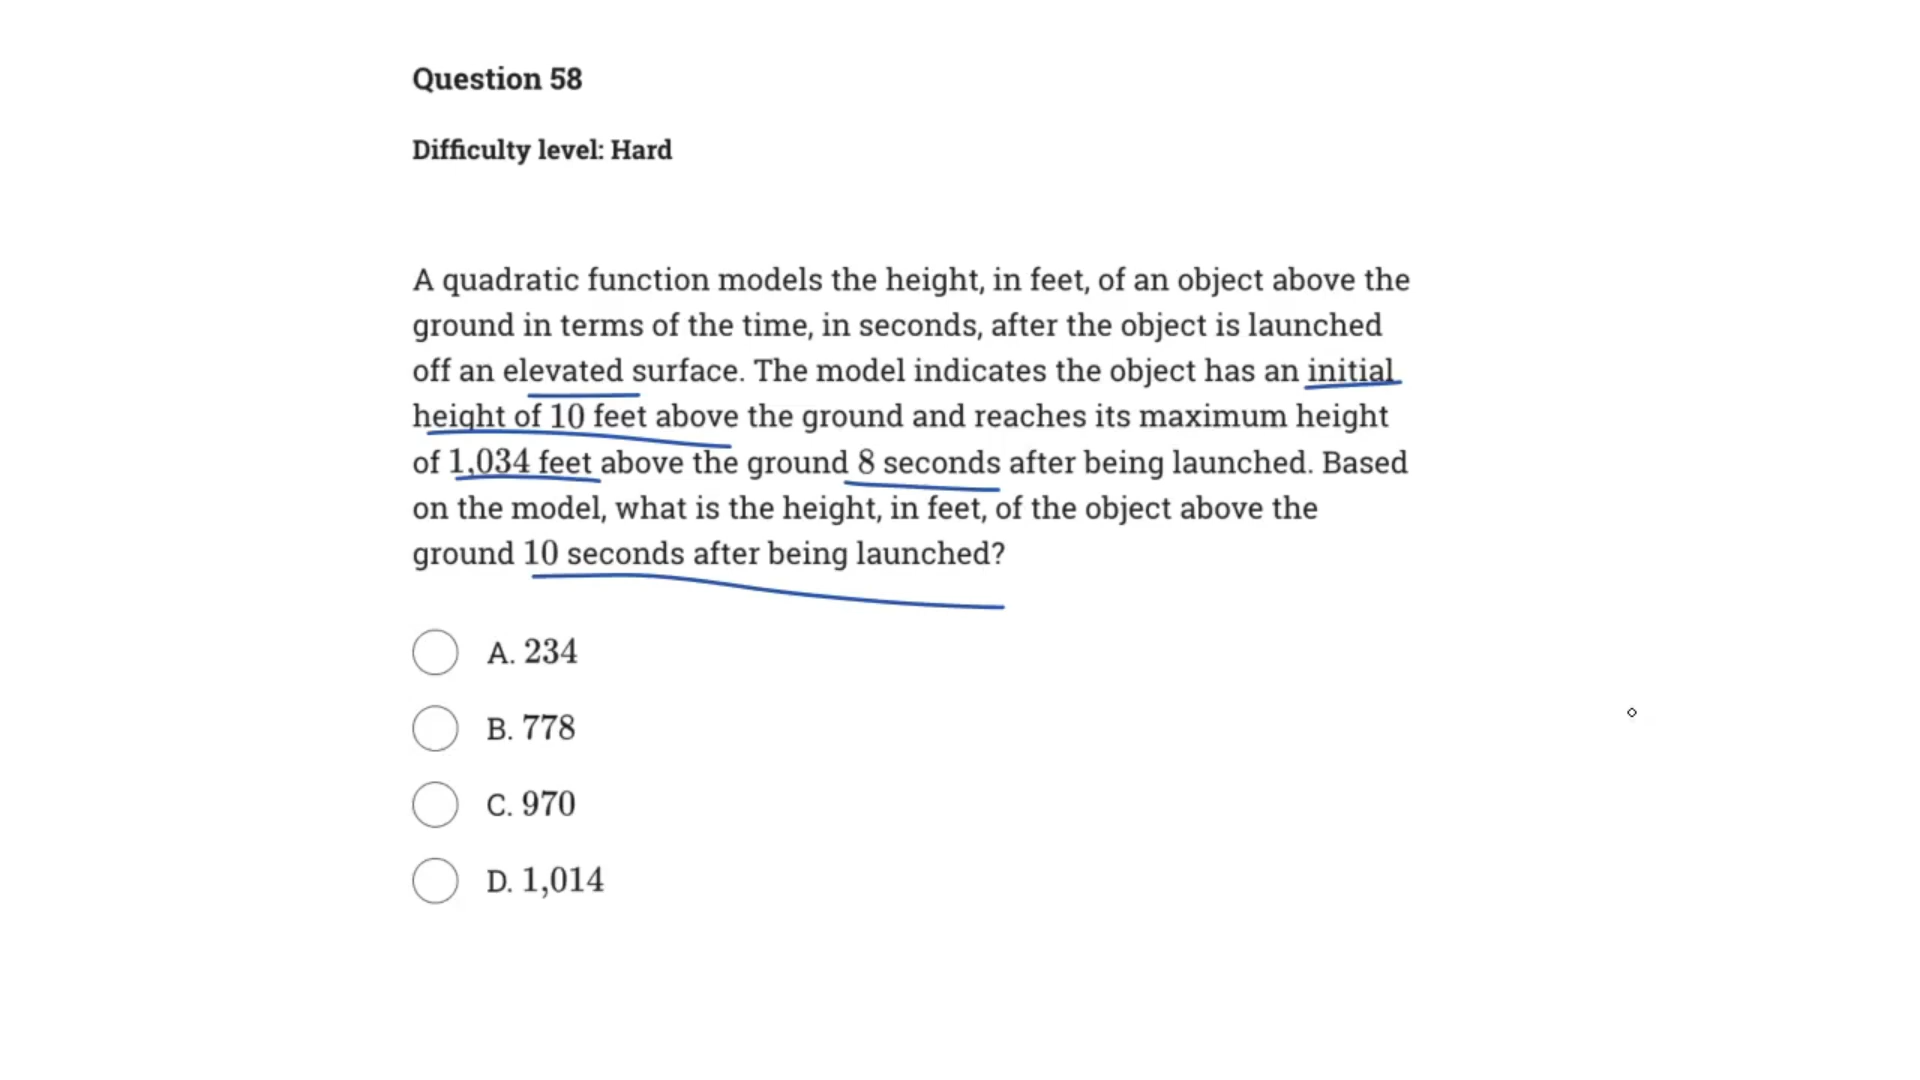 Question 58
Difficulty level: Hard
A quadratic function models the height, in feet, of an object above the
ground in terms of the time, in seconds, after the object is launched
off an elevated surface. The model indicates the object has an initial
height of 10 feet above the ground and reaches its maximum height
of 1,034 feet above the ground 8 seconds after being launched. Based
on the model, what is the height, in feet, of the object above the
ground 10 seconds after being launched?
A. 234
B. 778
C. 970
D. 1,014